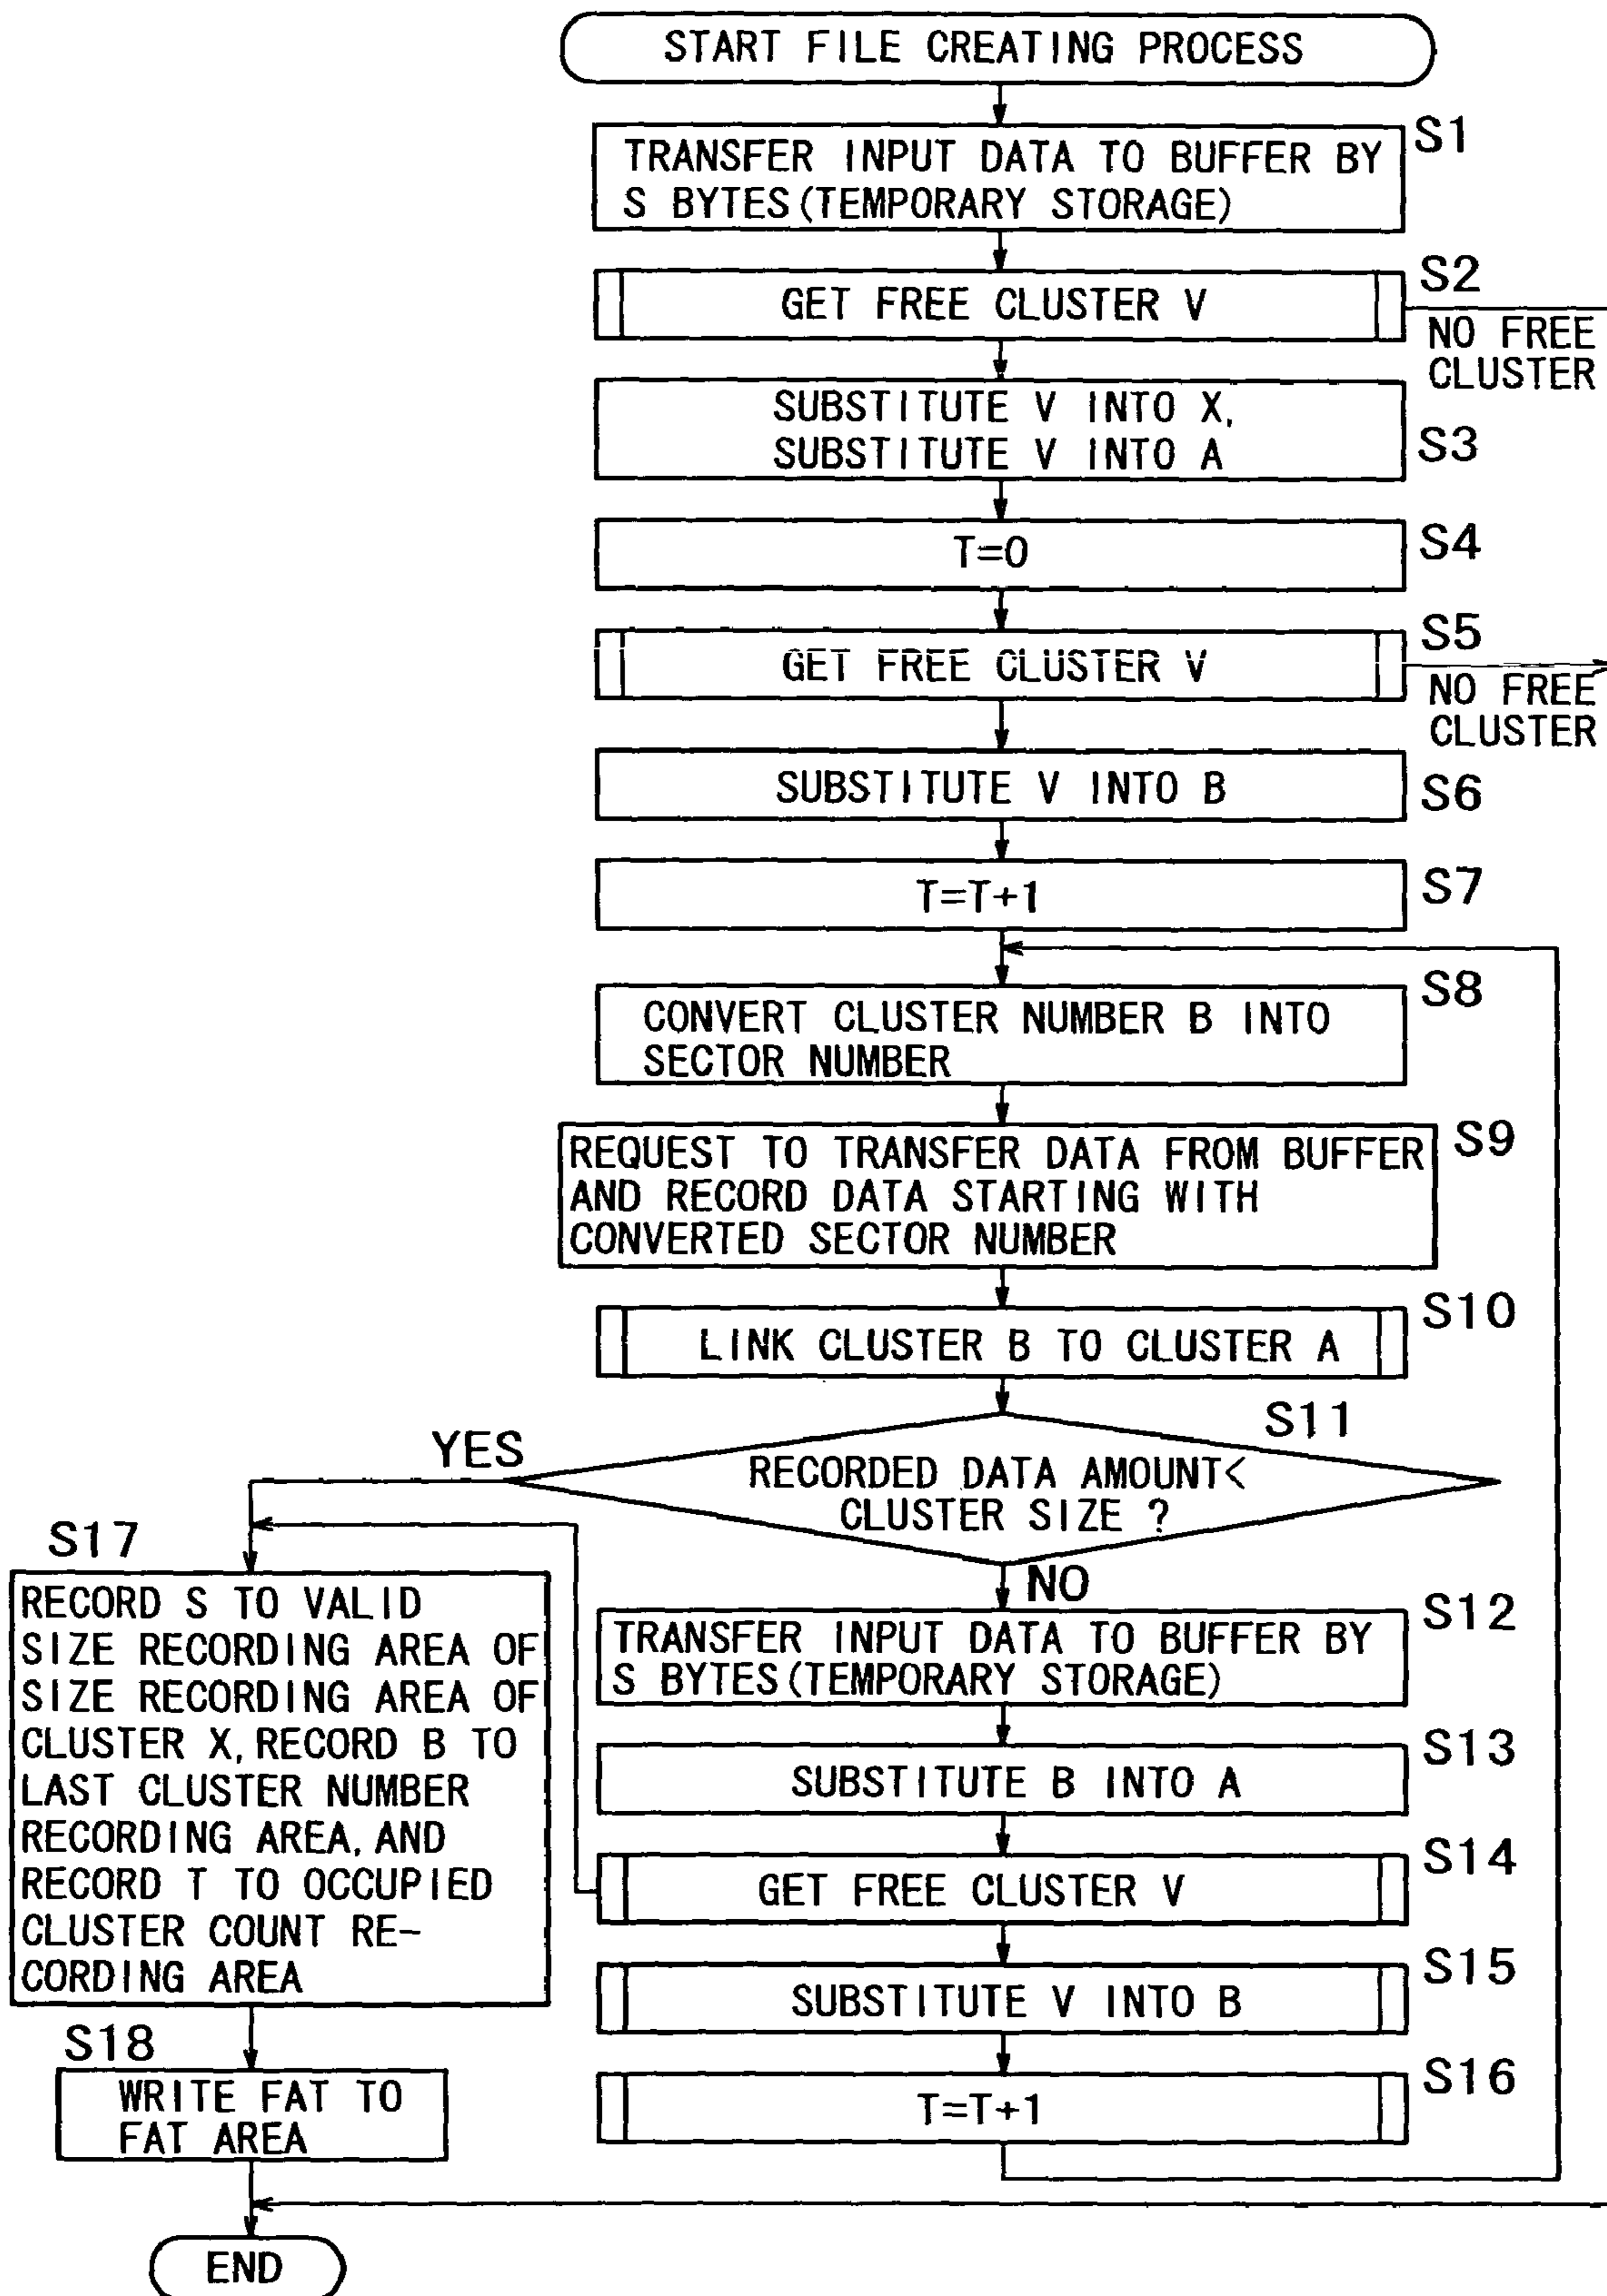 START FILE CREATING PROCESS
S1
TRANSFER INPUT DATA TO BUFFER BY
S BYTES(TEMPORARY STORAGE)
S2
GET FREE CLUSTER V
NO FREE
CLUSTER
SUBSTITUTE V INTO X,
SUBSTITUTE V INTO A
S3
T=0
S4
S5
GET FREE CLUSTER V
NO FREE
CLUSTER
SUBSTITUTE V INTO B
S6
T=T+1
S7
S8
CONVERT CLUSTER NUMBER B INTO
SECTOR NUMBER
S9
REQUEST TO TRANSFER DATA FROM BUFFER
AND RECORD DATA STARTING WITH
CONVERTED SECTOR NUMBER
S10
LINK CLUSTER B TO CLUSTER A
S11
YES
RECORDED DATA AMOUNT<
CLUSTER SIZE ?
NO
S12
TRANSFER INPUT DATA TO BUFFER BY
S BYTES(TEMPORARY STORAGE)
S13
SUBSTITUTE B INTO A
S14
GET FREE CLUSTER V
S15
SUBSTITUTE V INTO B
S16
T=T+1
S17
RECORD S TO VALID
SIZE RECORDING AREA OF
SIZE RECORDING AREA OF
CLUSTER X, RECORD B TO
LAST CLUSTER NUMBER
RECORDING AREA, AND
RECORD T TO OCCUPIED
CLUSTER COUNT RE-
CORDING AREA
S18
WRITE FAT TO
FAT AREA
END